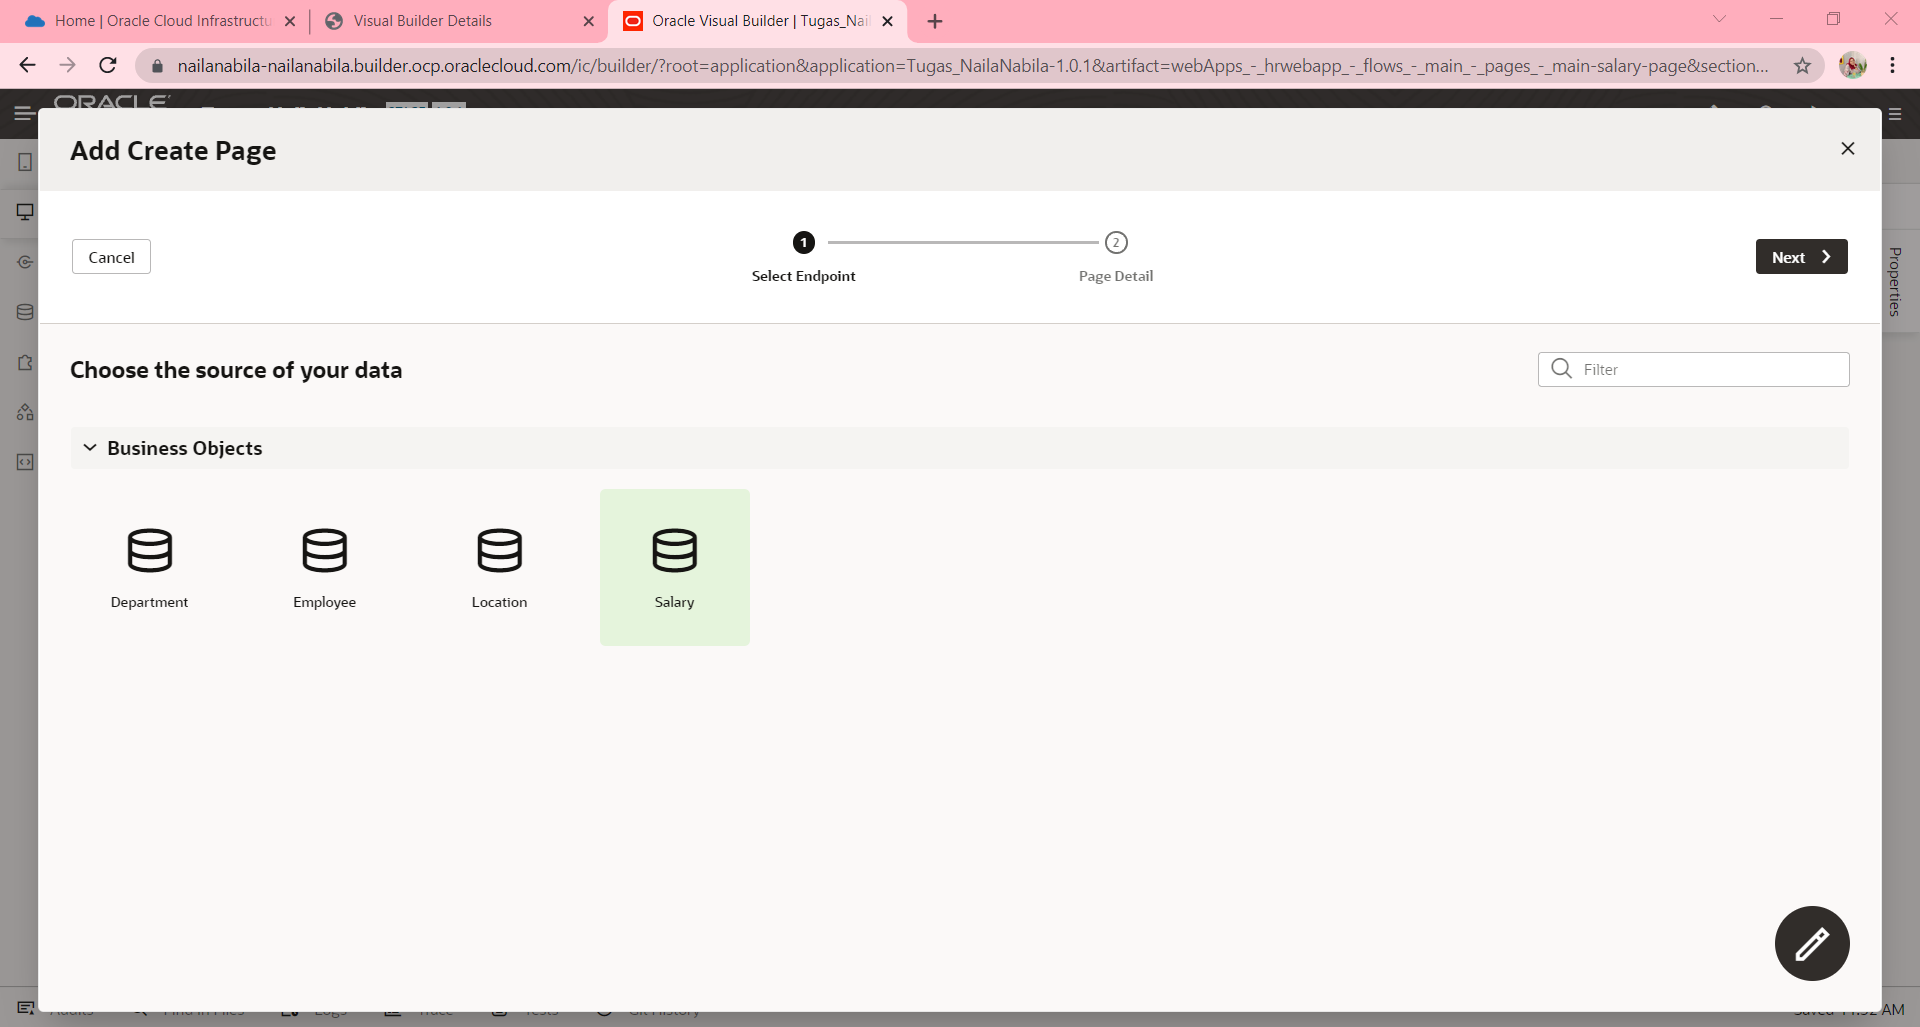 Home | Oracle Cloud Infrastructu
Visual Builder Details
Oracle Visual Builder | Tugas_Nai
nailanabila-nailanabila.builder.ocp.oraclecloud.com/ic/builder/?root=application&application=Tugas_NailaNabila-1.0.1&artifact=webApps_-_hrwebapp_-_flows_-_main_-_pages_-_main-salary-page&section...
ORACLE
Add Create Page
Cancel
1
2
Select Endpoint
Page Detail
Next
Properties
Choose the source of your data
Filter
Business Objects
Department
Employee
Location
Salary